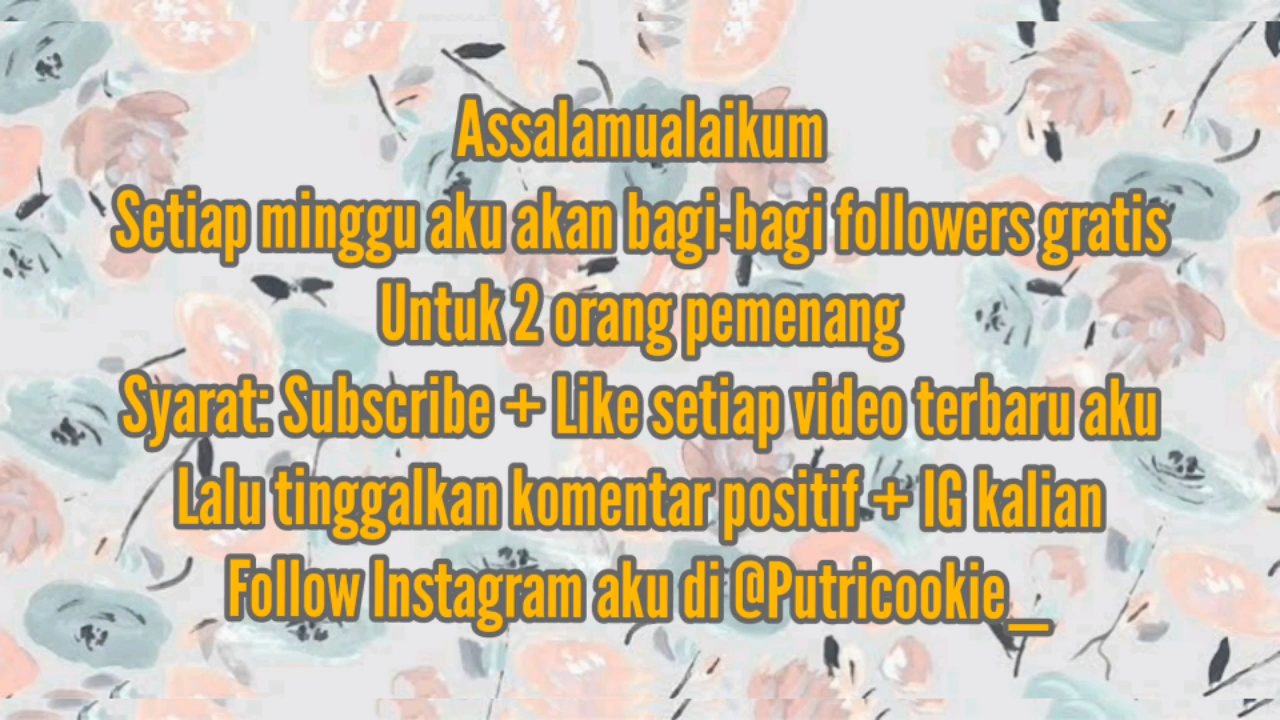 Assalamualaikum
Setiap minggu aku akan bagi-bagi followers gratis
Untuk 2 orang pemenang
Syarat: Subscribe + Like setiap video terbaru aku
Lalu tinggalkan komentar positif + IG kalian
Follow Instagram aku di @Putricookie__